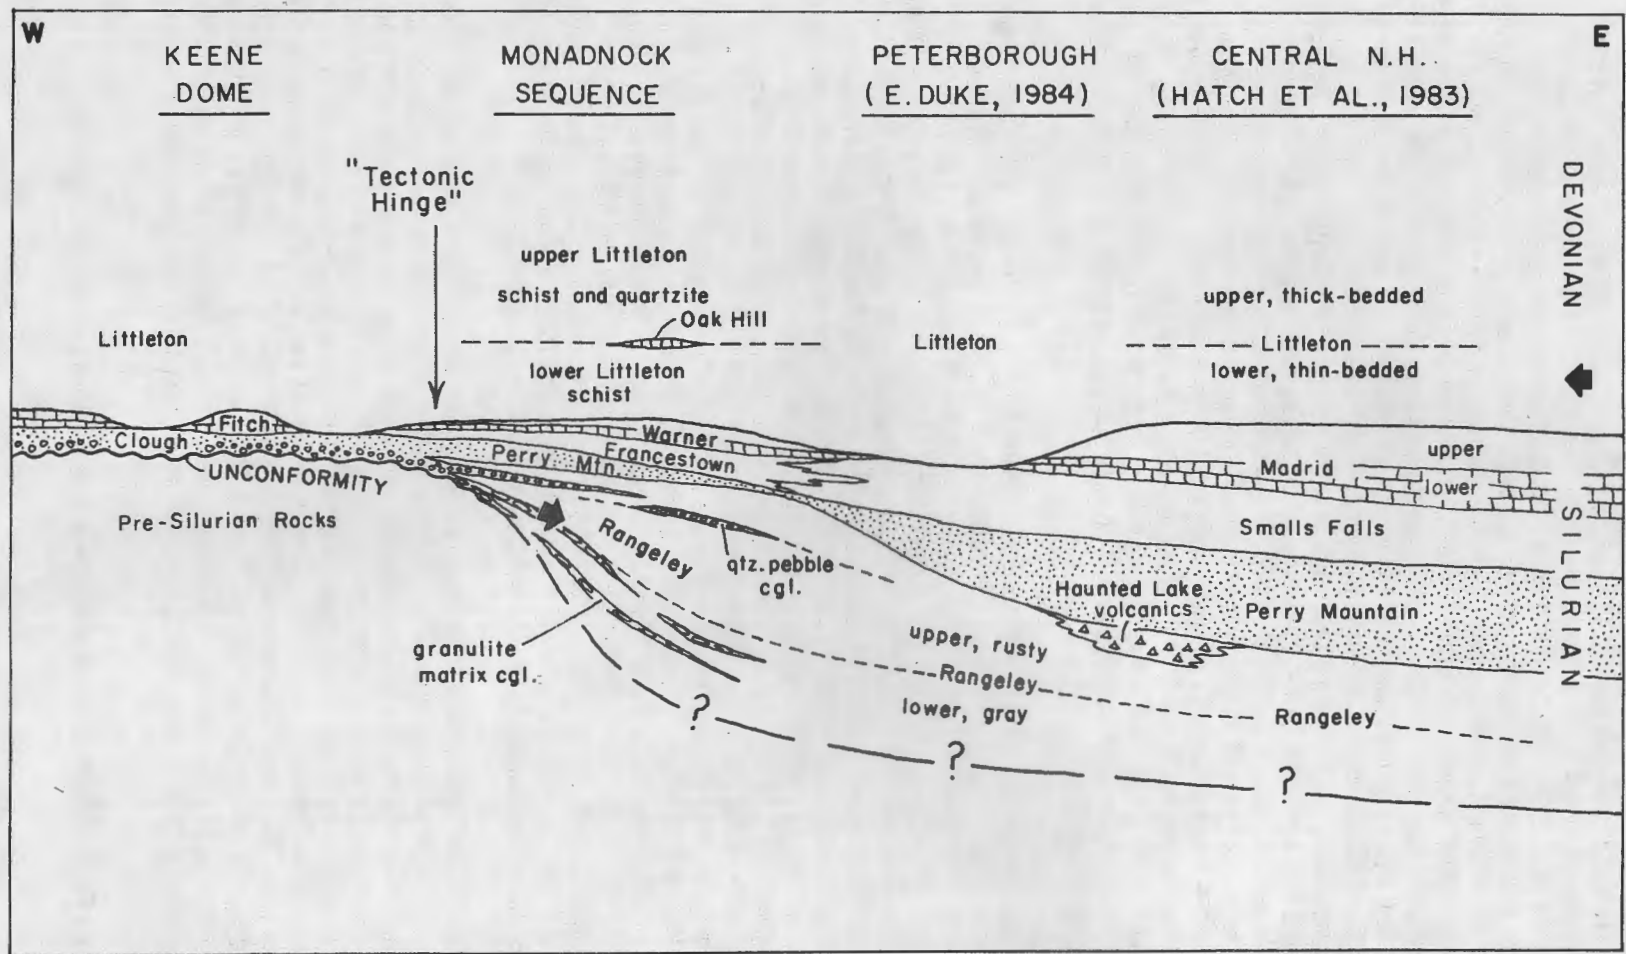 W
E
KEENE
DOME
MONADNOCK
SEQUENCE
PETERBOROUGH
(E. DUKE, 1984)
CENTRAL N.H.
(HATCH ET AL., 1983)
"Tectonic
Hinge"
DEVONIAN
upper Littleton
schist and quartzite
Oak Hill
lower Littleton
schist
Littleton
Littleton
upper, thick-bedded
Littleton
lower, thin-bedded
Fitch
Clough
UNCONFORMITY
Pre-Silurian Rocks
Warner
Francestown
Perry Mtn.
Rangeley
qtz. pebble
cgl.
granulite
matrix cgl.
upper
Madrid
lower
Smalls Falls
SILURIAN
Haunted Lake
volcanics
Perry Mountain
upper, rusty
Rangeley
lower, gray
Rangeley
?
?
?